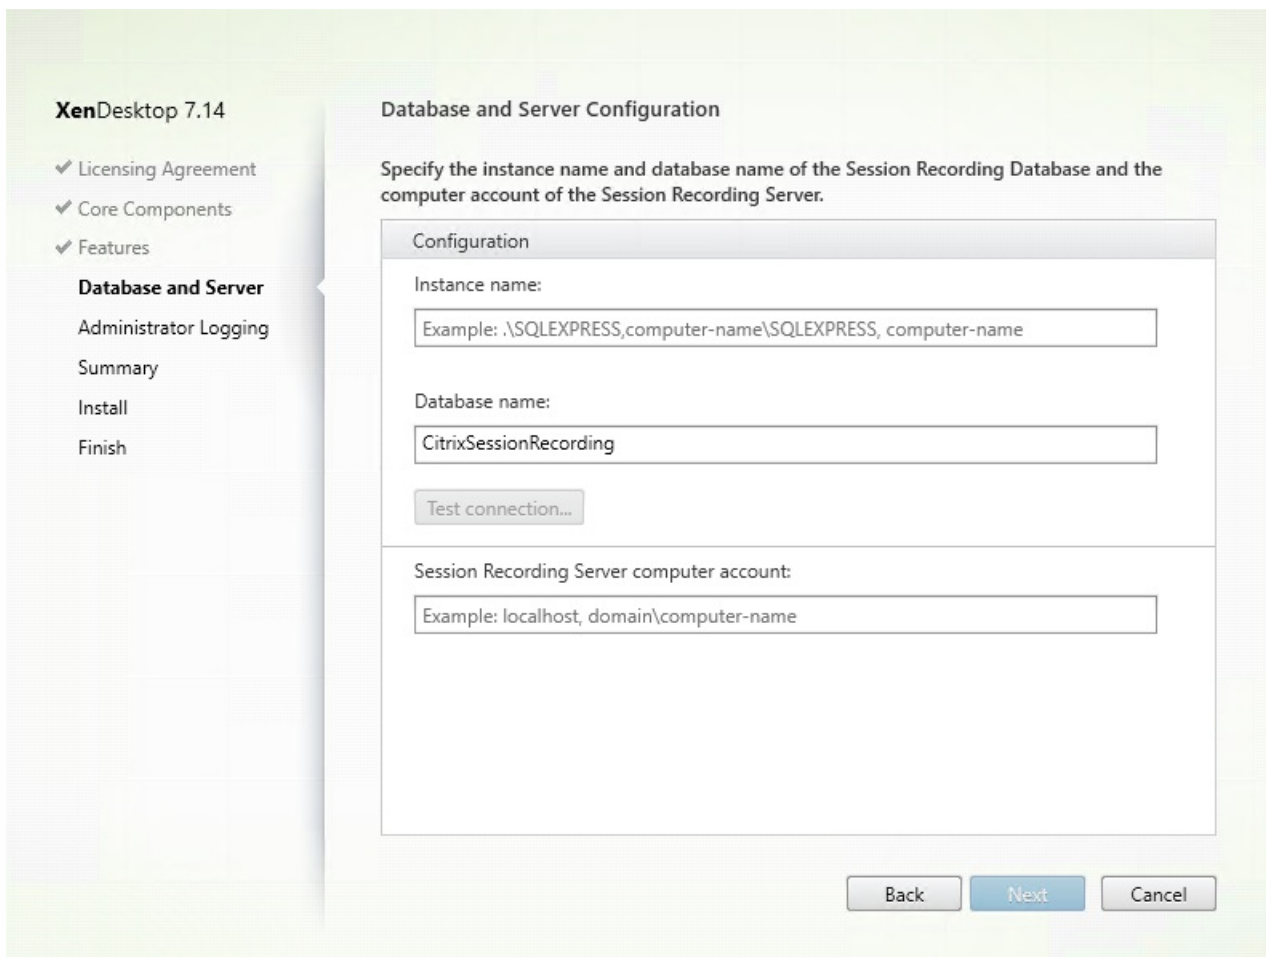 XenDesktop 7.14
Licensing Agreement
Core Components
Features
Database and Server
Administrator Logging
Summary
Install
Finish
Database and Server Configuration
Specify the instance name and database name of the Session Recording Database and the
computer account of the Session Recording Server.
Configuration
Instance name:
Example: .\SQLEXPRESS,computer-name\SQLEXPRESS, computer-name
Database name:
CitrixSessionRecording
Test connection...
Session Recording Server computer account:
Example: localhost, domain\computer-name
Back
Next
Cancel